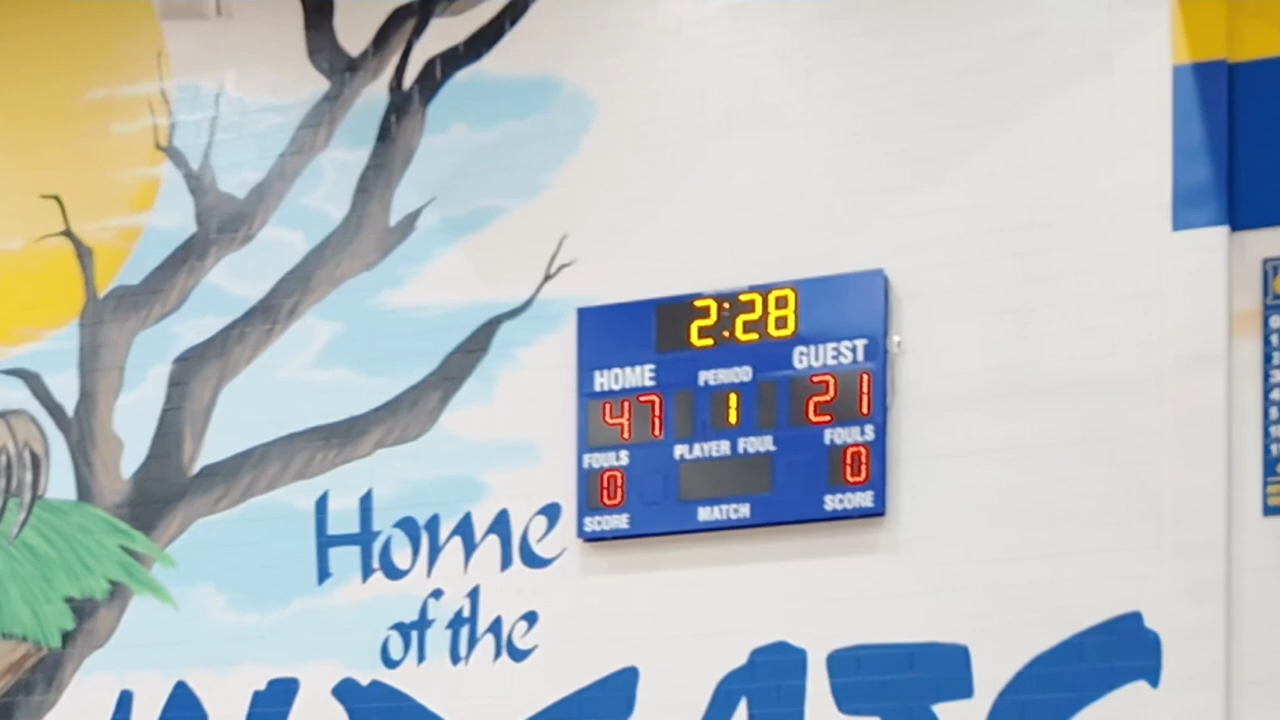 2:28
HOME PERIOD GUEST
47 1 21
FOULS PLAYER FOUL FOULS
0 0
SCORE MATCH SCORE
Home
of the